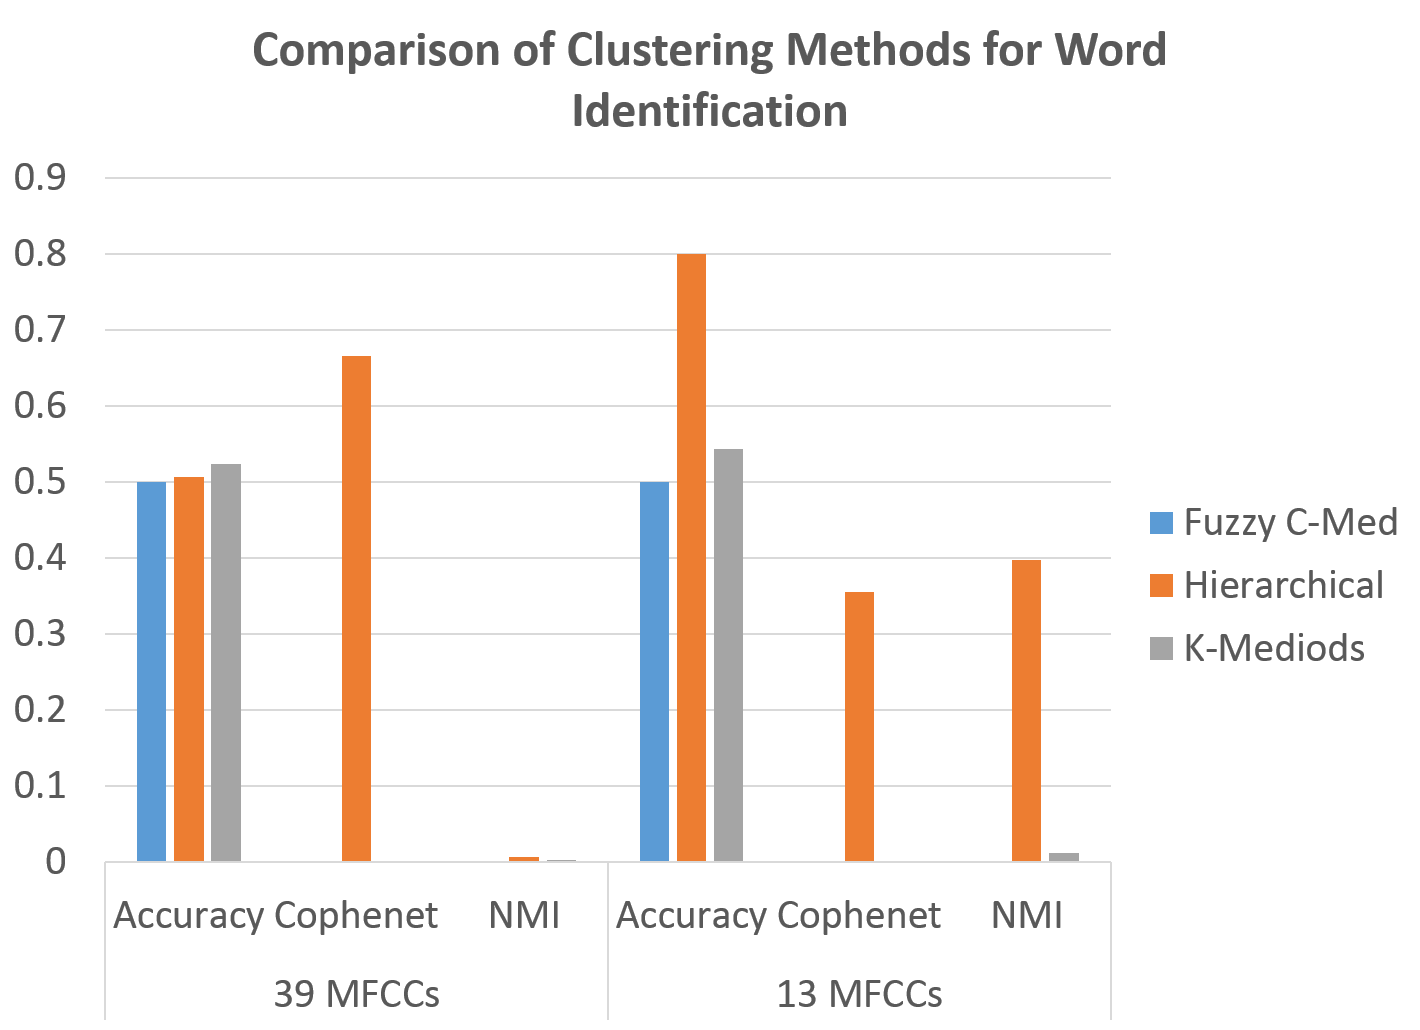 Comparison of Clustering Methods for Word
Identification
0.9
0.8
0.7
0.6
0.5
0.4
0.3
0.2
0.1
0
Accuracy Cophenet NMI Accuracy Cophenet NMI
39 MFCCs 13 MFCCs
Fuzzy C-Med
Hierarchical
K-Mediods